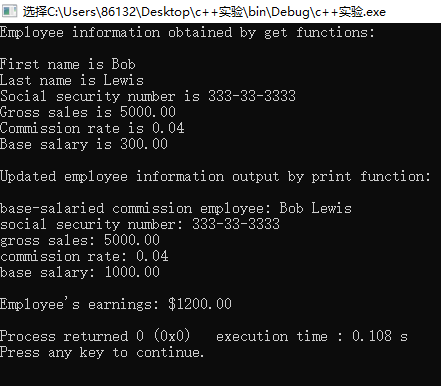 选择C:\Users\86132\Desktop\c++实验\bin\Debug\c++实验.exe
Employee information obtained by get functions:
First name is Bob
Last name is Lewis
Social security number is 333-33-3333
Gross sales is 5000.00
Commission rate is 0.04
Base salary is 300.00
Updated employee information output by print function:
base-salaried commission employee: Bob Lewis
social security number: 333-33-3333
gross sales: 5000.00
commission rate: 0.04
base salary: 1000.00
Employee's earnings: $1200.00
Process returned 0 (0x0)   execution time : 0.108 s
Press any key to continue.